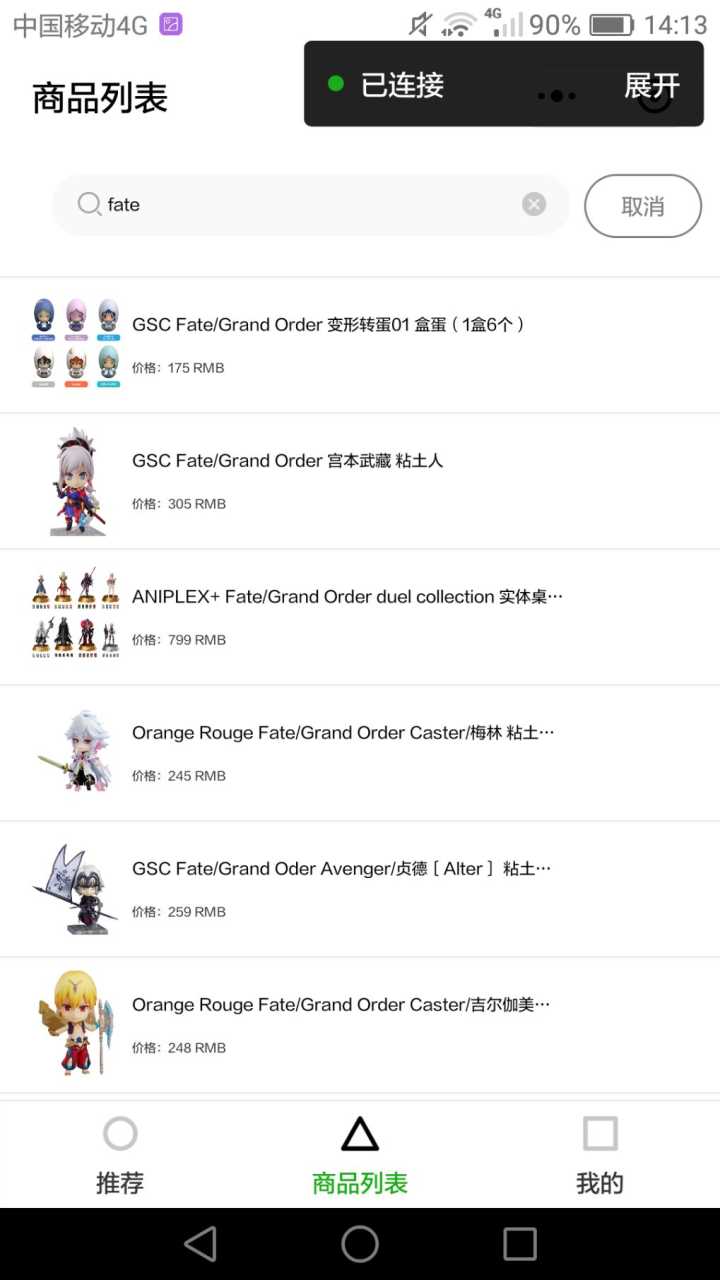 中国移动4G 4G 90% 14:13
已连接 展开
商品列表
fate 取消
GSC Fate/Grand Order 变形转蛋01 盒蛋（1盒6个）
价格：175 RMB
GSC Fate/Grand Order 宫本武藏 粘土人
价格：305 RMB
ANIPLEX+ Fate/Grand Order duel collection 实体桌…
价格：799 RMB
Orange Rouge Fate/Grand Order Caster/梅林 粘土…
价格：245 RMB
GSC Fate/Grand Oder Avenger/贞德［Alter］ 粘土…
价格：259 RMB
Orange Rouge Fate/Grand Order Caster/吉尔伽美…
价格：248 RMB
推荐 商品列表 我的